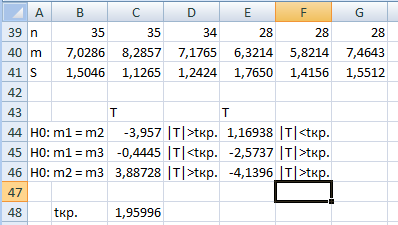 A B C D E F G
39 n 35 35 34 28 28 28
40 m 7,0286 8,2857 7,1765 6,3214 5,8214 7,4643
41 S 1,5046 1,1265 1,2424 1,7650 1,4156 1,5512
42
43 T T
44 H0: m1 = m2 -3,957 |T|>tкр. 1,16938 |T|<tкр.
45 H0: m1 = m3 -0,4445 |T|<tкр. -2,5737 |T|>tкр.
46 H0: m2 = m3 3,88728 |T|>tкр. -4,1396 |T|>tкр.
47
48 tкр. 1,95996